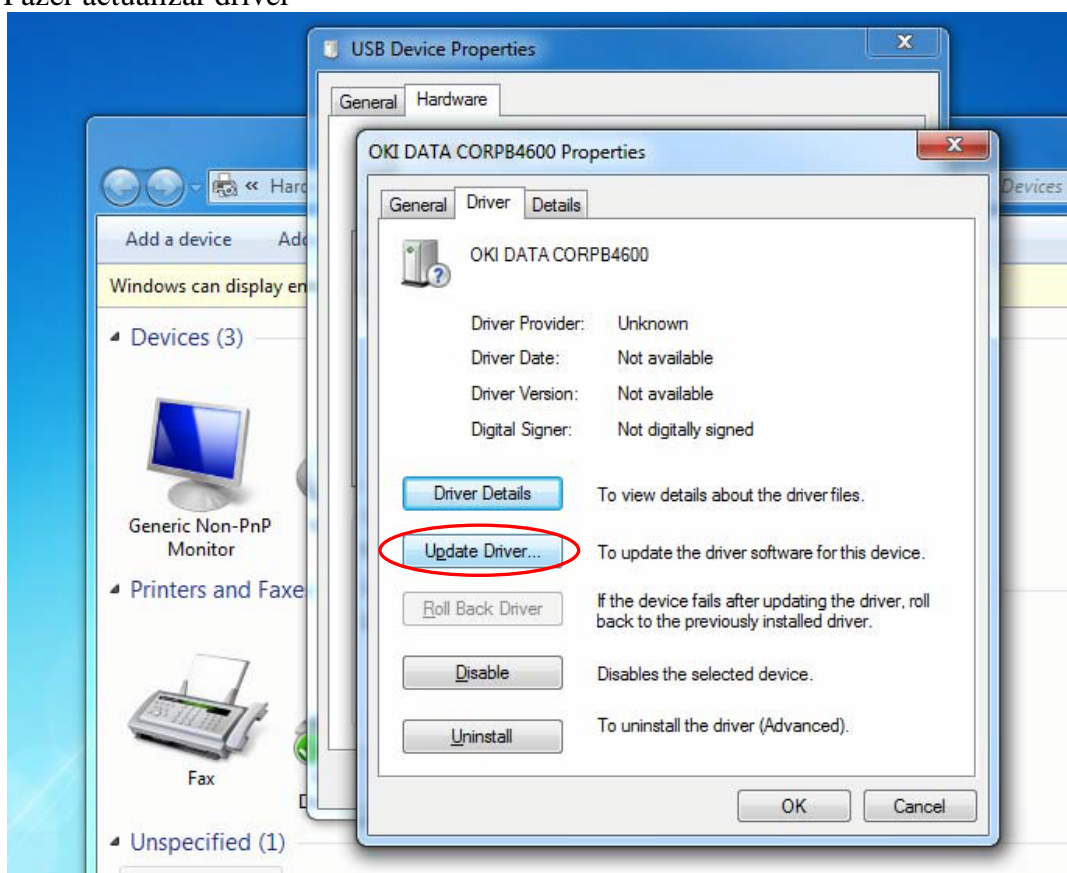 Fazer actualizar driver
USB Device Properties
General Hardware
OKI DATA CORPB4600 Properties
« Hard
Devices
General Driver Details
Add a device Add
OKI DATA CORPB4600
Windows can display en
Driver Provider: Unknown
Devices (3)
Driver Date: Not available
Driver Version: Not available
Digital Signer: Not digitally signed
Driver Details To view details about the driver files.
Generic Non-PnP
Monitor
Update Driver... To update the driver software for this device.
Printers and Faxe
Roll Back Driver If the device fails after updating the driver, roll
back to the previously installed driver.
Disable Disables the selected device.
Uninstall To uninstall the driver (Advanced).
Fax
OK Cancel
Unspecified (1)